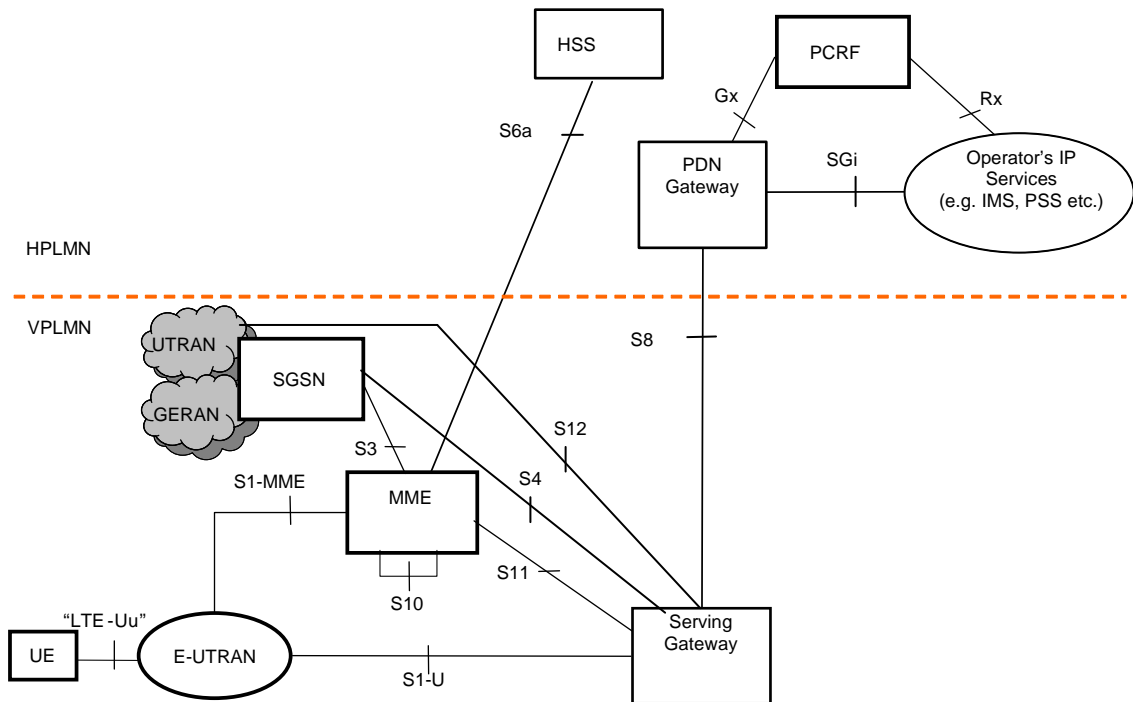 HSS
PCRF
Gx
Rx
S6a
PDN
Gateway
SGi
Operator's IP
Services
(e.g. IMS, PSS etc.)
HPLMN
VPLMN
S8
UTRAN
SGSN
GERAN
S12
S3
S4
S1-MME
MME
S11
S10
"LTE-Uu"
Serving
Gateway
UE
E-UTRAN
S1-U